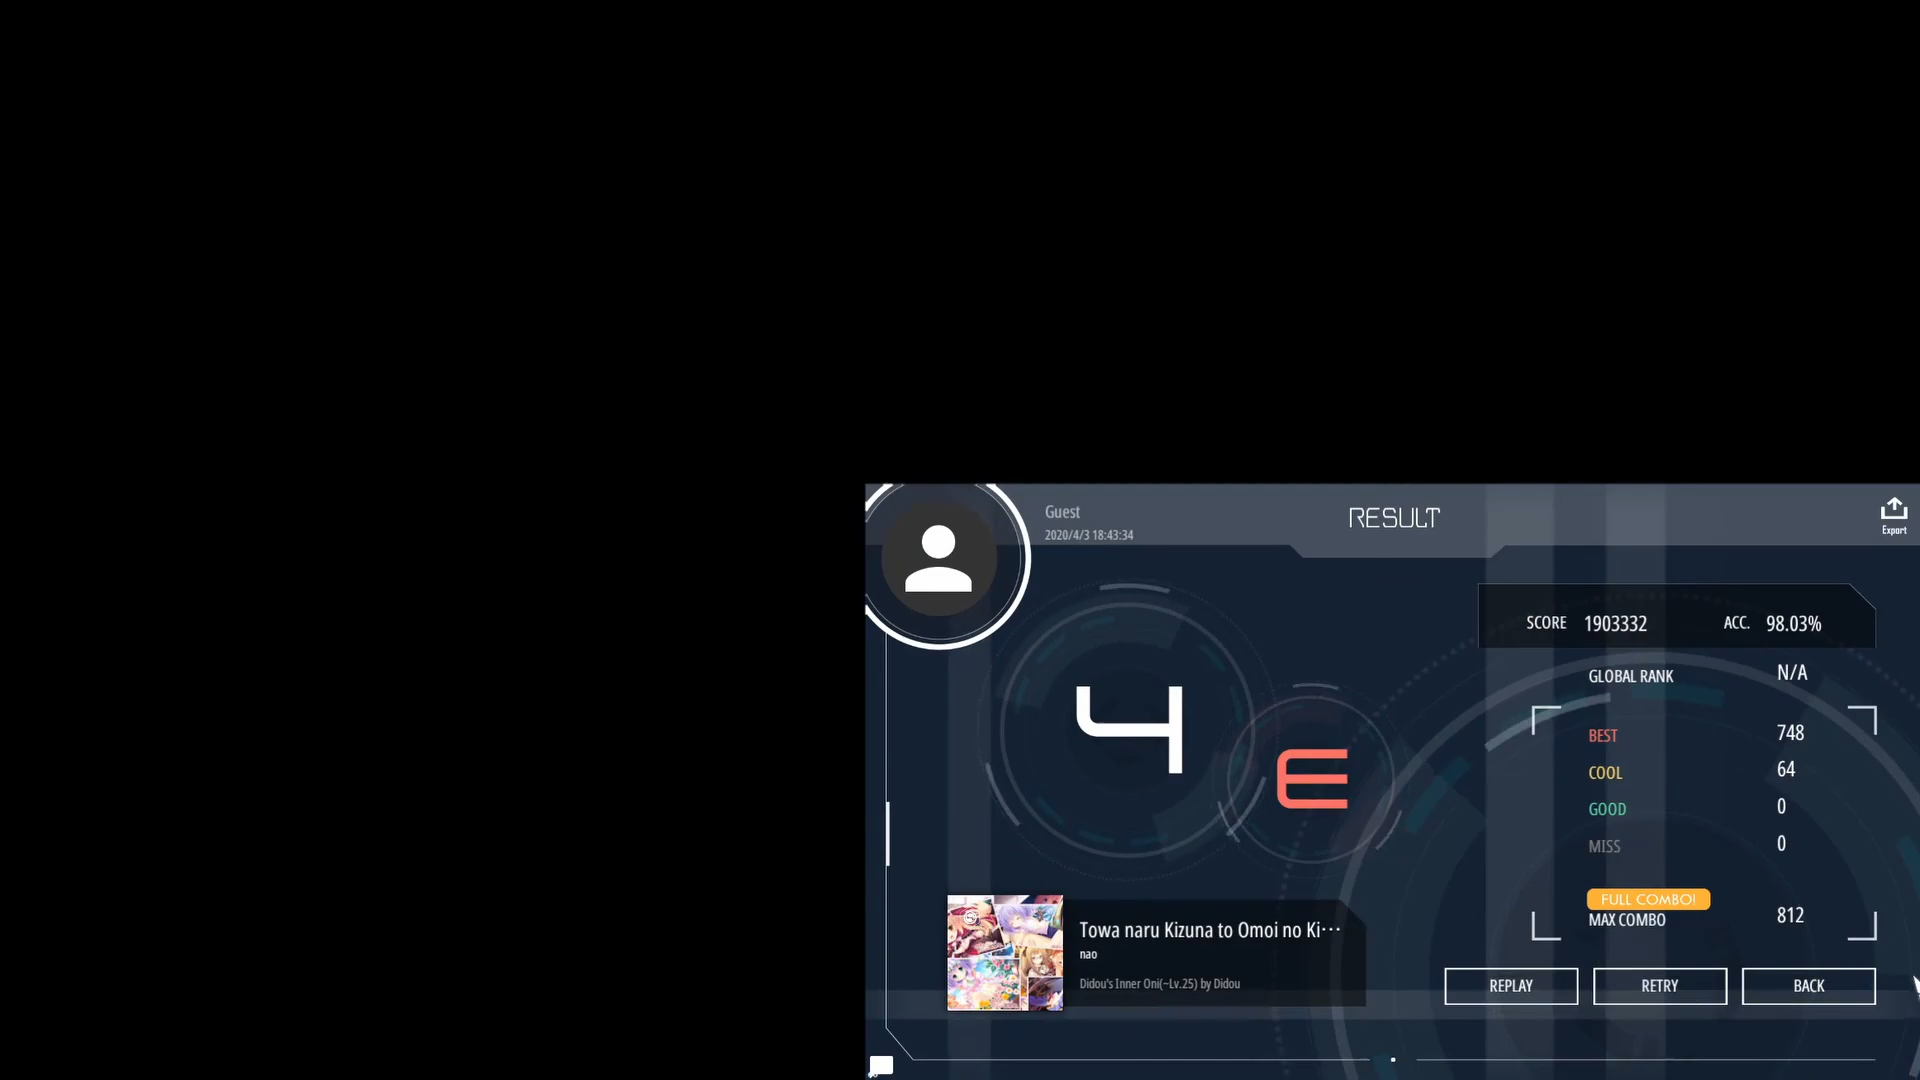 Guest
2020/4/3 18:43:34
RESULT
Export
SCORE 1903332 ACC. 98.03%
GLOBAL RANK N/A
4
E
BEST 748
COOL 64
GOOD 0
MISS 0
FULL COMBO!
MAX COMBO 812
Towa naru Kizuna to Omoi no Ki···
nao
Didou's Inner Oni(~Lv.25) by Didou
REPLAY RETRY BACK